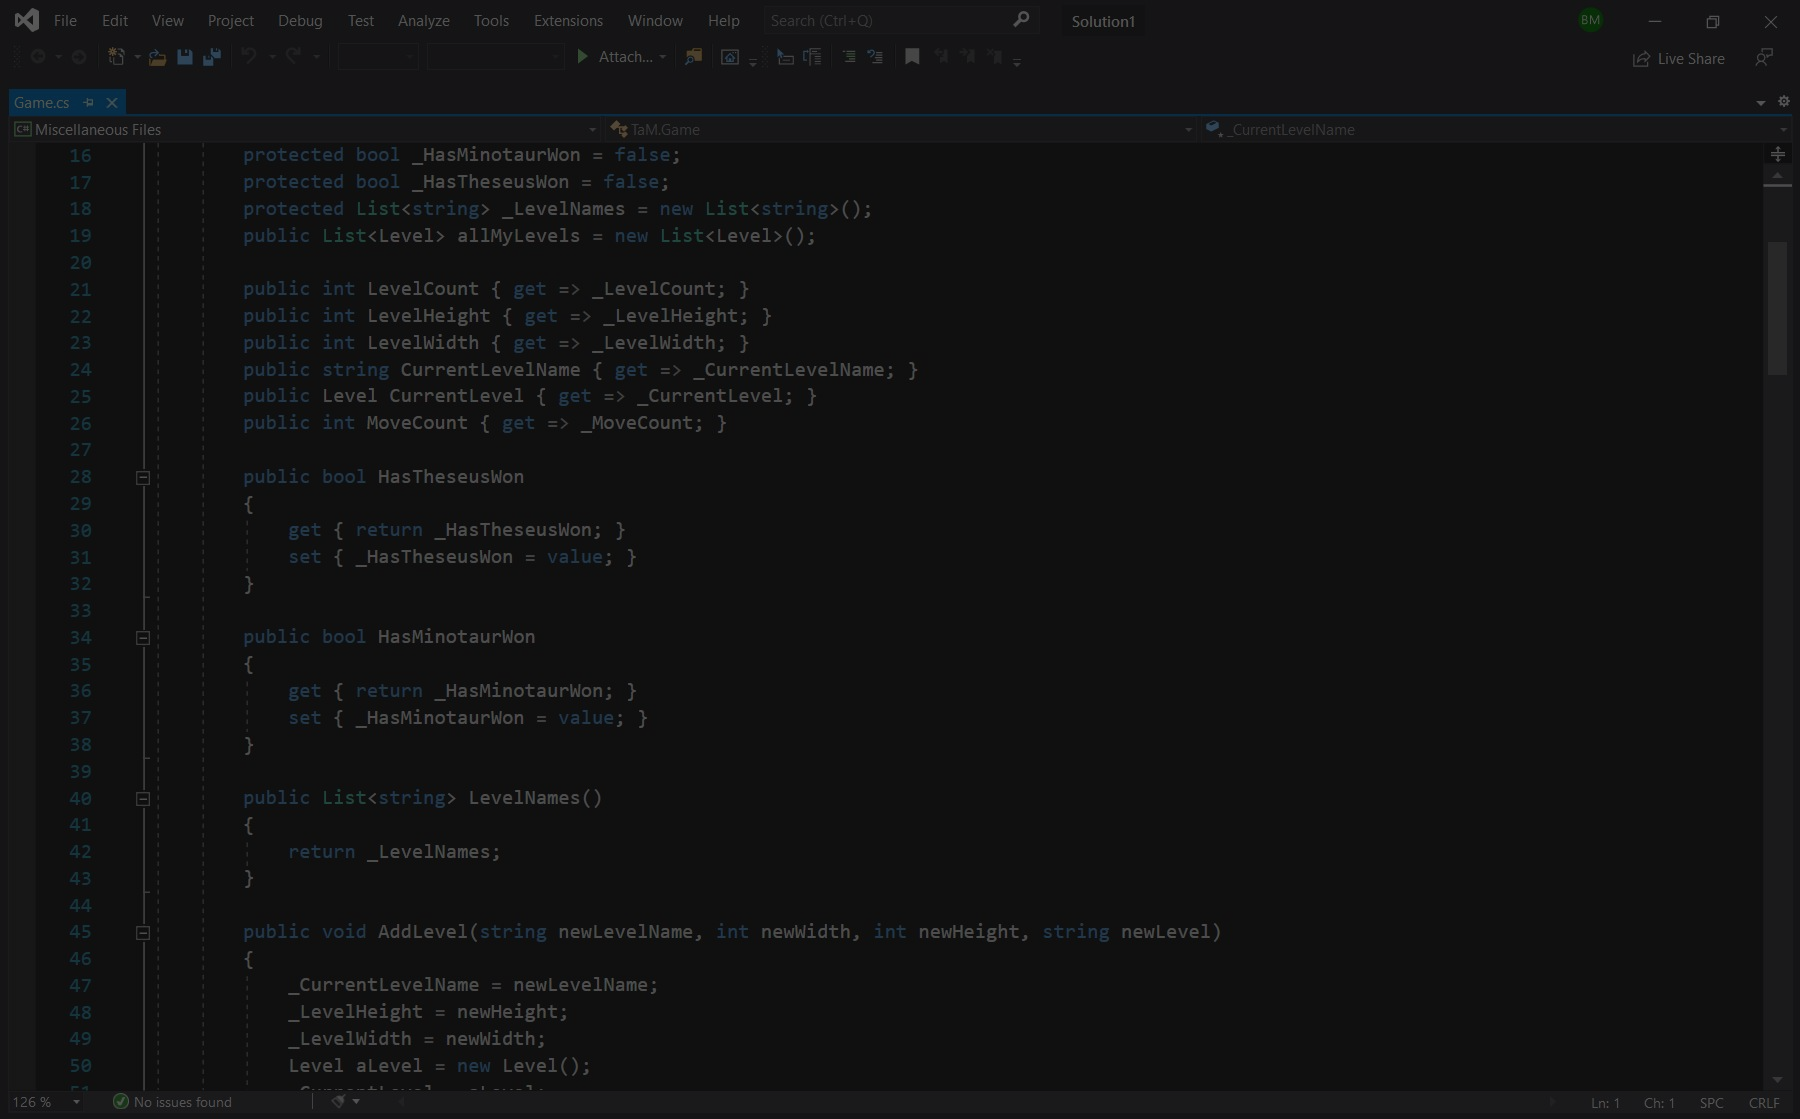 File Edit View Project Debug Test Analyze Tools Extensions Window Help Search (Ctrl+Q) Solution1 BM
Attach... Live Share
Game.cs
C# Miscellaneous Files TaM.Game _CurrentLevelName
16 protected bool _HasMinotaurWon = false;
17 protected bool _HasTheseusWon = false;
18 protected List<string> _LevelNames = new List<string>();
19 public List<Level> allMyLevels = new List<Level>();
20
21 public int LevelCount { get => _LevelCount; }
22 public int LevelHeight { get => _LevelHeight; }
23 public int LevelWidth { get => _LevelWidth; }
24 public string CurrentLevelName { get => _CurrentLevelName; }
25 public Level CurrentLevel { get => _CurrentLevel; }
26 public int MoveCount { get => _MoveCount; }
27
28 public bool HasTheseusWon
29 {
30 get { return _HasTheseusWon; }
31 set { _HasTheseusWon = value; }
32 }
33
34 public bool HasMinotaurWon
35 {
36 get { return _HasMinotaurWon; }
37 set { _HasMinotaurWon = value; }
38 }
39
40 public List<string> LevelNames()
41 {
42 return _LevelNames;
43 }
44
45 public void AddLevel(string newLevelName, int newWidth, int newHeight, string newLevel)
46 {
47 _CurrentLevelName = newLevelName;
48 _LevelHeight = newHeight;
49 _LevelWidth = newWidth;
50 Level aLevel = new Level();
126 % No issues found Ln: 1 Ch: 1 SPC CRLF